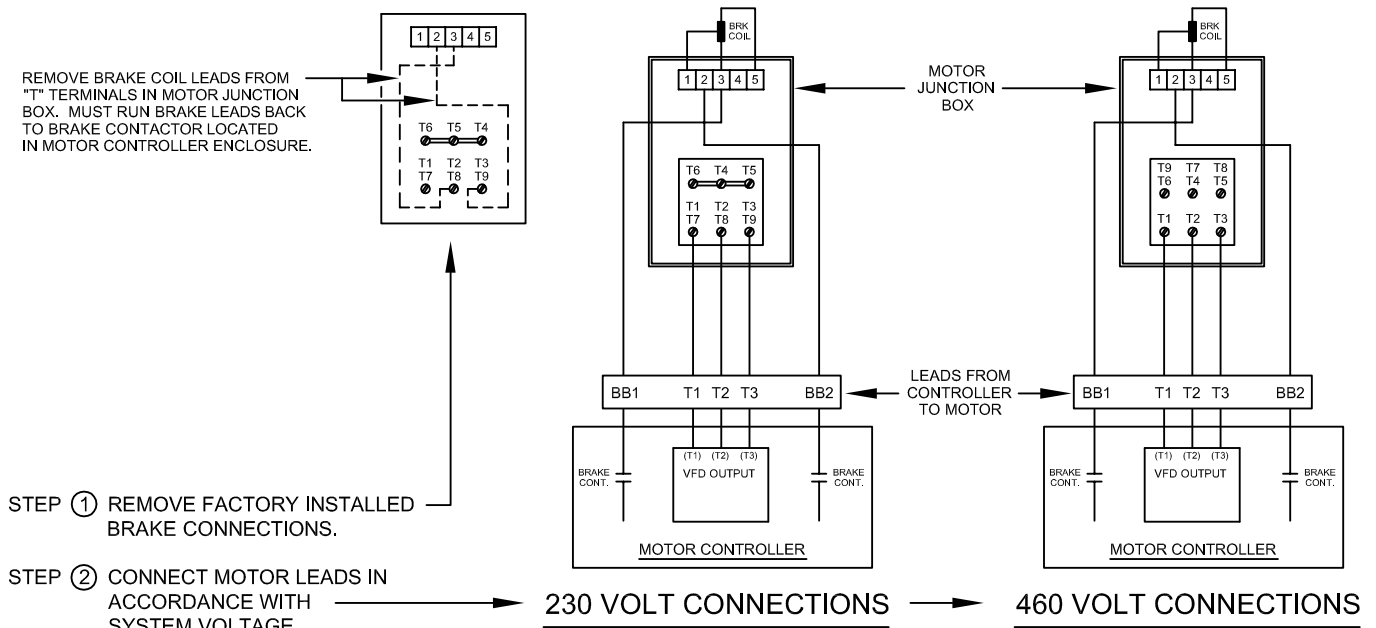 1 2 3 4 5
REMOVE BRAKE COIL LEADS FROM
"T" TERMINALS IN MOTOR JUNCTION
BOX. MUST RUN BRAKE LEADS BACK
TO BRAKE CONTACTOR LOCATED
IN MOTOR CONTROLLER ENCLOSURE.
T6 T5 T4
T1 T2 T3
T7 T8 T9
STEP 1 REMOVE FACTORY INSTALLED
BRAKE CONNECTIONS.
STEP 2 CONNECT MOTOR LEADS IN
ACCORDANCE WITH
SYSTEM VOLTAGE
BRK
COIL
1 2 3 4 5
T6 T4 T5
T1 T2 T3
T7 T8 T9
BB1 T1 T2 T3 BB2
(T1) (T2) (T3)
VFD OUTPUT
BRAKE
CONT.
BRAKE
CONT.
MOTOR CONTROLLER
230 VOLT CONNECTIONS
MOTOR
JUNCTION
BOX
LEADS FROM
CONTROLLER
TO MOTOR
BRK
COIL
1 2 3 4 5
T9 T7 T8
T6 T4 T5
T1 T2 T3
BB1 T1 T2 T3 BB2
(T1) (T2) (T3)
VFD OUTPUT
BRAKE
CONT.
BRAKE
CONT.
MOTOR CONTROLLER
460 VOLT CONNECTIONS